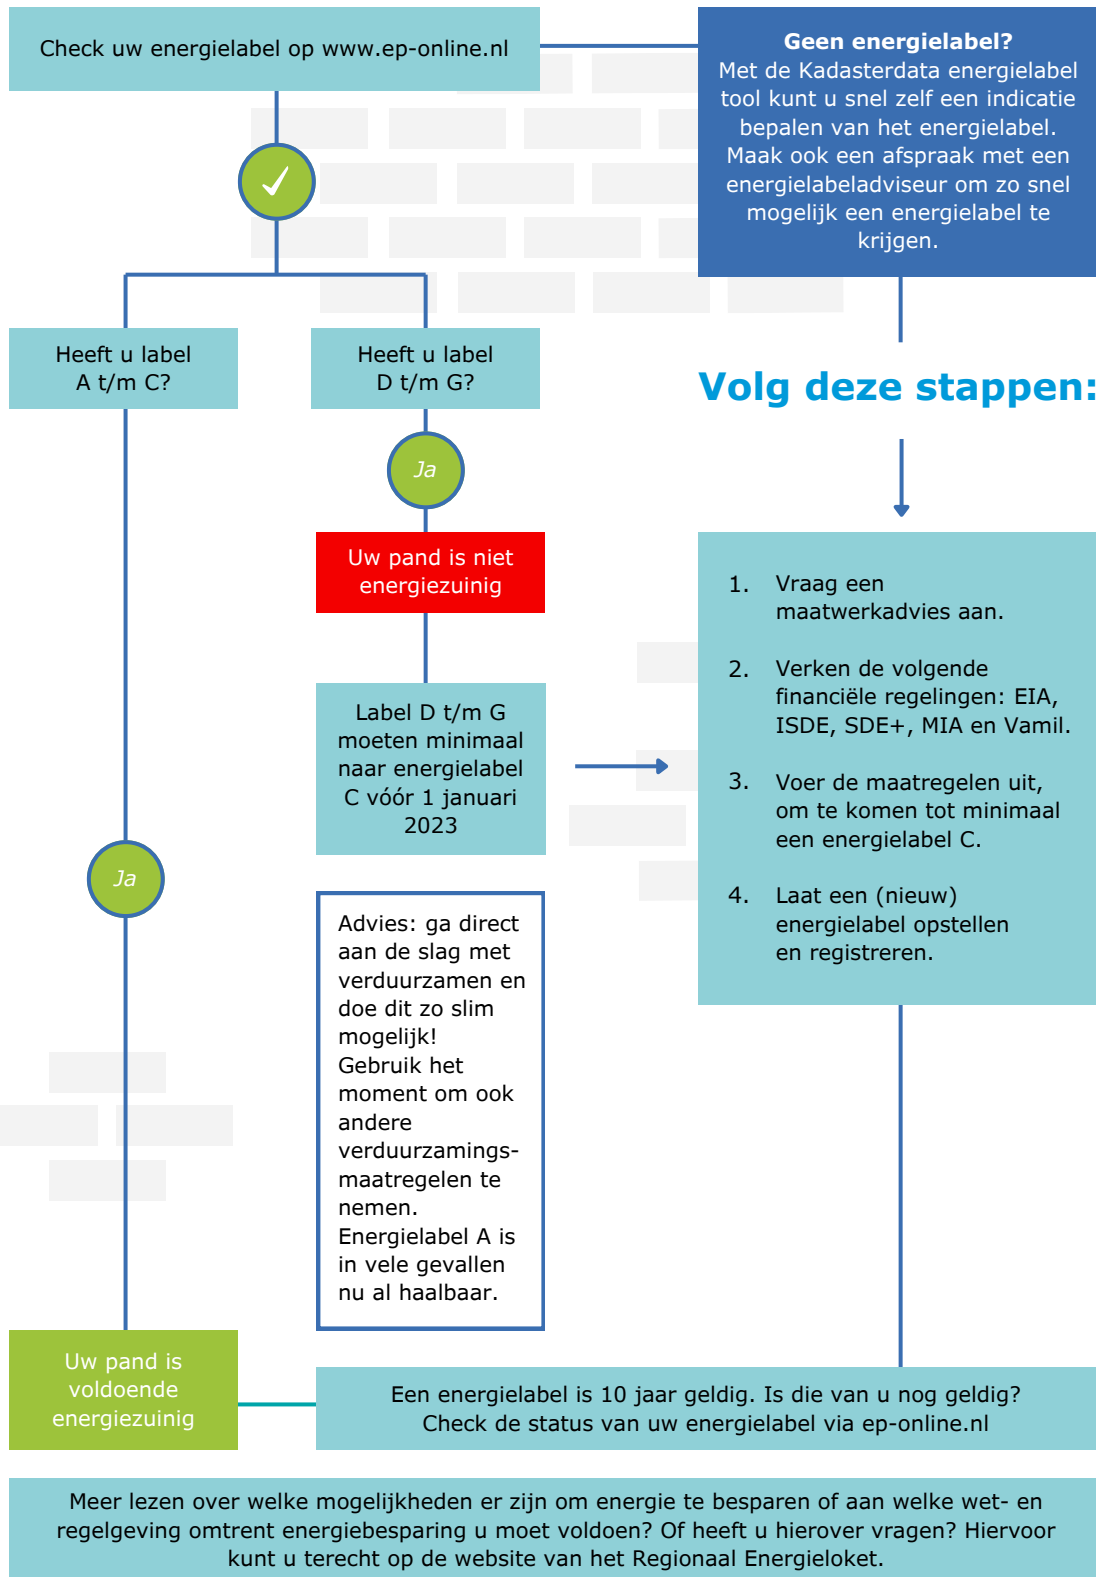 Check uw energielabel op www.ep-online.nl
Geen energielabel?
Met de Kadasterdata energielabel
tool kunt u snel zelf een indicatie
bepalen van het energielabel.
Maak ook een afspraak met een
energielabeladviseur om zo snel
mogelijk een energielabel te
krijgen.
Heeft u label
A t/m C?
Heeft u label
D t/m G?
Volg deze stappen:
Ja
Uw pand is niet
energiezuinig
Label D t/m G
moeten minimaal
naar energielabel
C vóór 1 januari
2023
1. Vraag een
maatwerkadvies aan.
2. Verken de volgende
financiële regelingen: EIA,
ISDE, SDE+, MIA en Vamil.
3. Voer de maatregelen uit,
om te komen tot minimaal
een energielabel C.
4. Laat een (nieuw)
energielabel opstellen
en registreren.
Ja
Advies: ga direct
aan de slag met
verduurzamen en
doe dit zo slim
mogelijk!
Gebruik het
moment om ook
andere
verduurzamings-
maatregelen te
nemen.
Energielabel A is
in vele gevallen
nu al haalbaar.
Uw pand is
voldoende
energiezuinig
Een energielabel is 10 jaar geldig. Is die van u nog geldig?
Check de status van uw energielabel via ep-online.nl
Meer lezen over welke mogelijkheden er zijn om energie te besparen of aan welke wet- en
regelgeving omtrent energiebesparing u moet voldoen? Of heeft u hierover vragen? Hiervoor
kunt u terecht op de website van het Regionaal Energieloket.